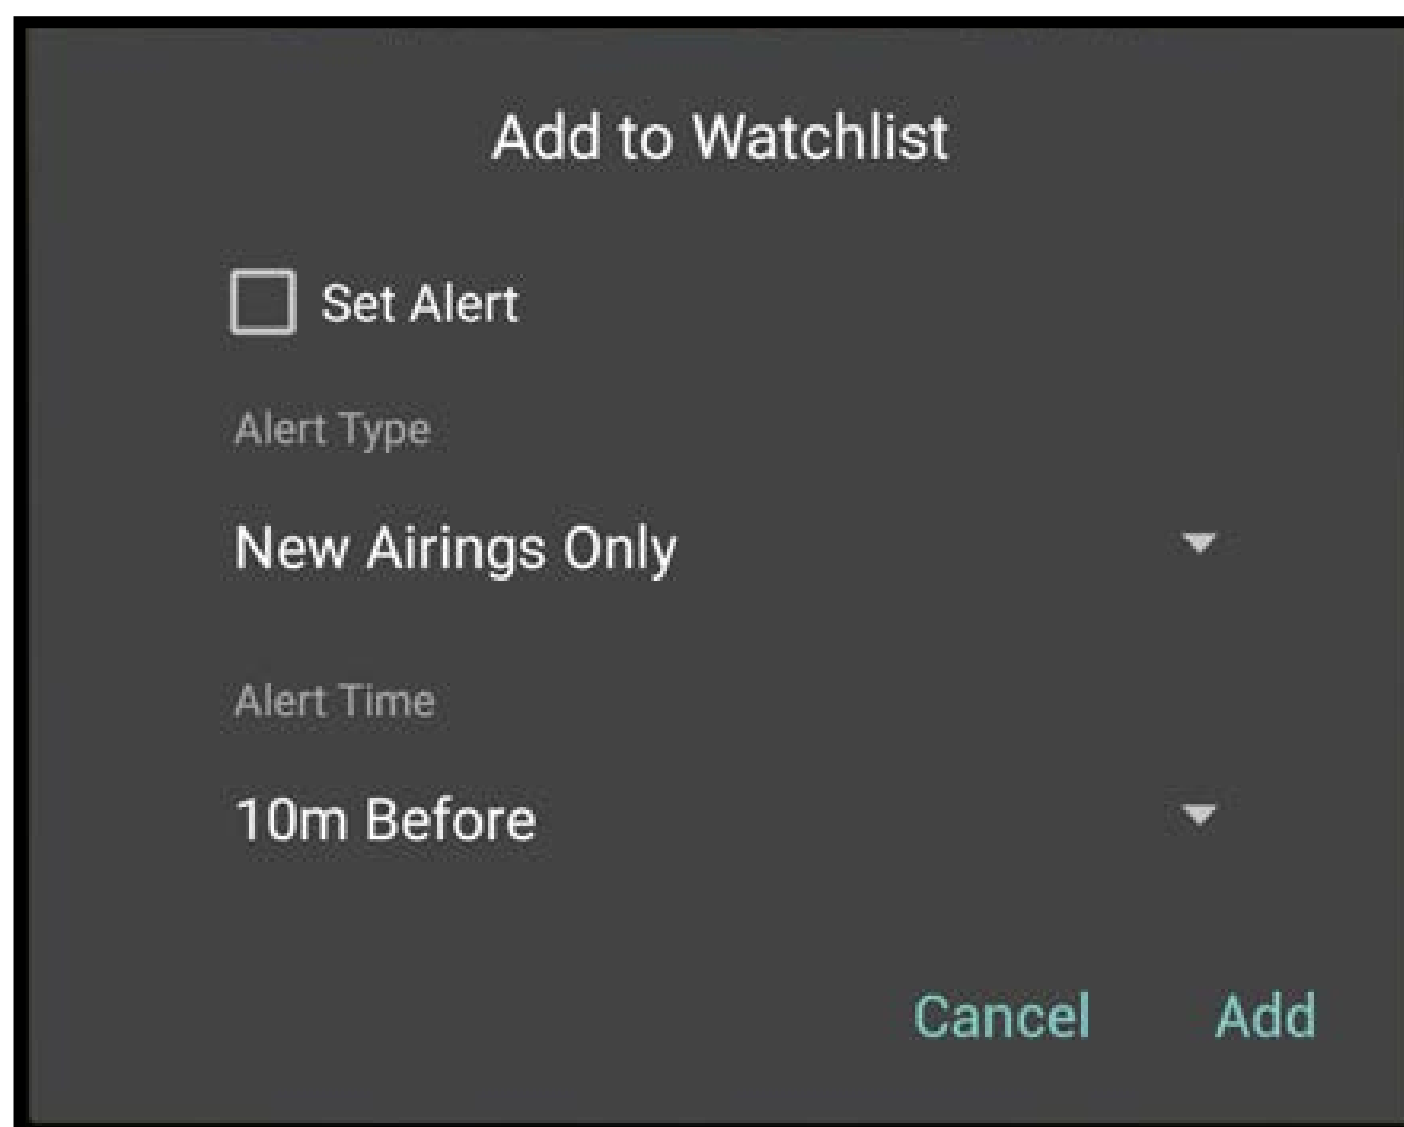 Add to Watchlist
Set Alert
Alert Type
New Airings Only
Alert Time
10m Before
Cancel Add